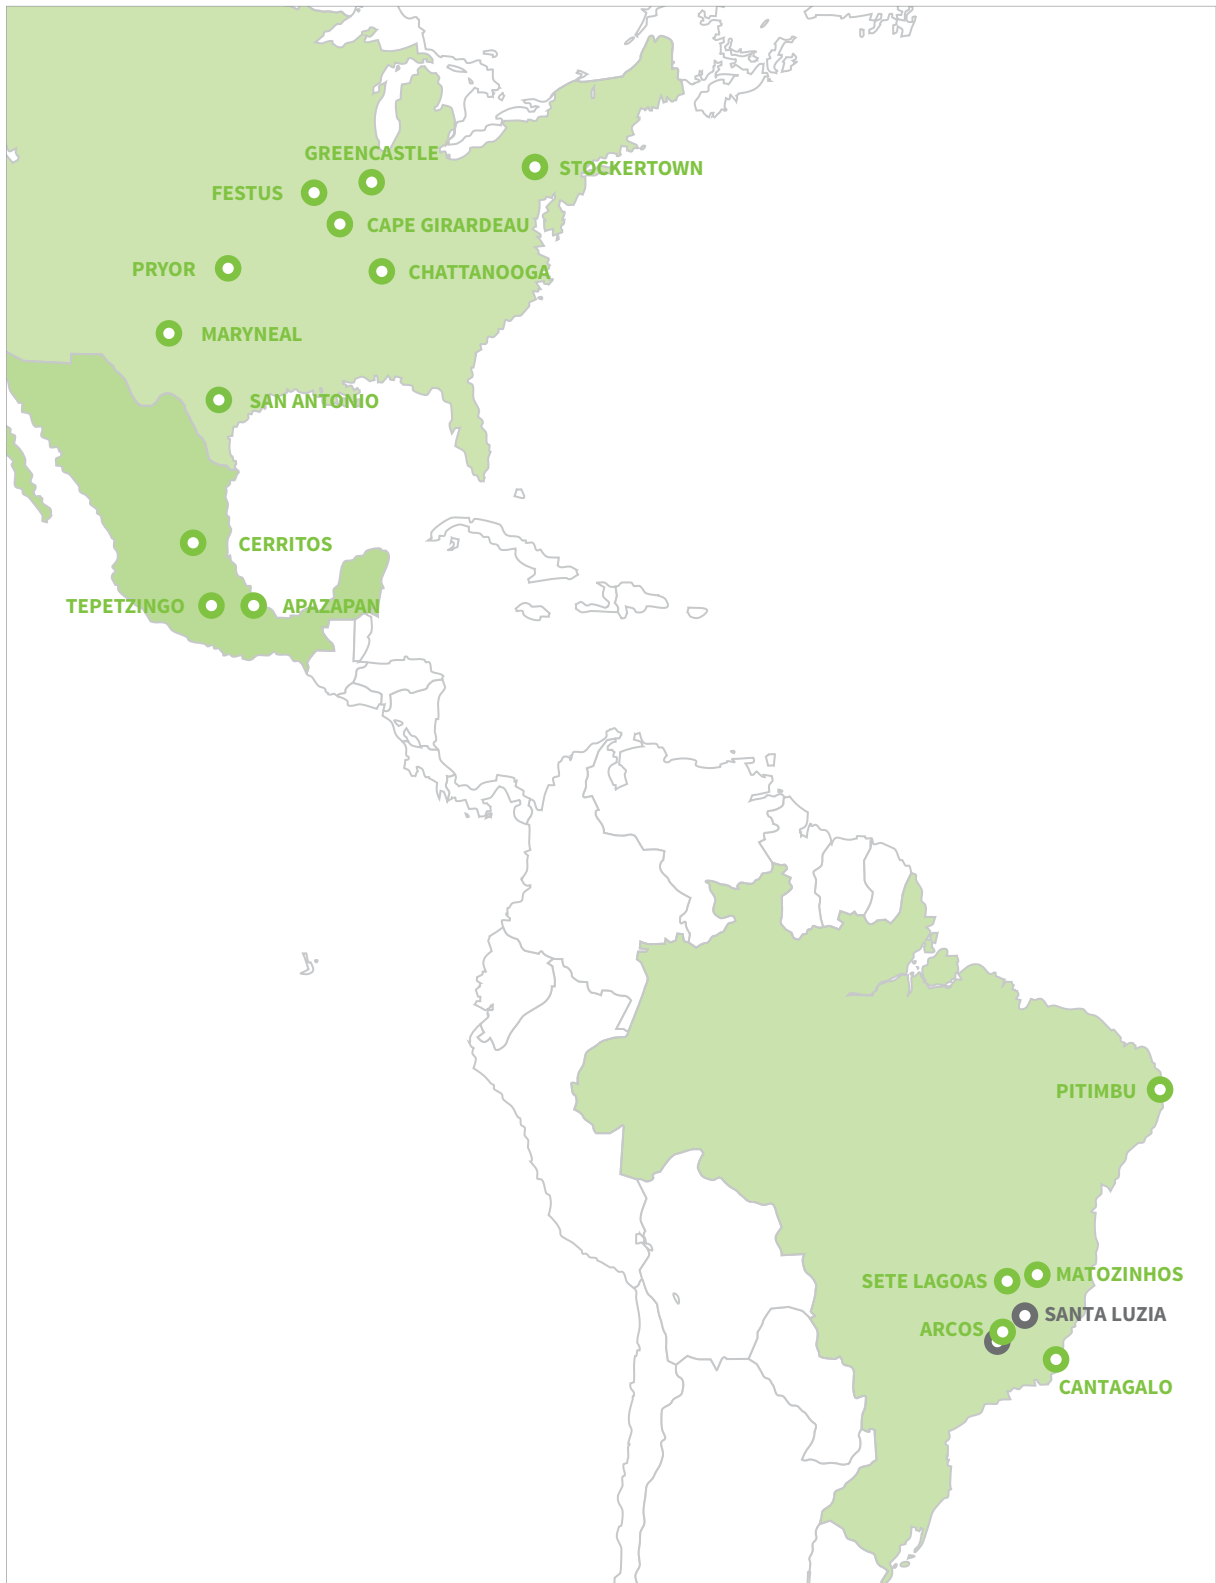 GREENCASTLE
STOCKERTOWN
FESTUS
CAPE GIRARDEAU
PRYOR
CHATTANOOGA
MARYNEAL
SAN ANTONIO
CERRITOS
TEPETZINGO
APAZAPAN
PITIMBU
SETE LAGOAS
MATOZINHOS
SANTA LUZIA
ARCOS
CANTAGALO